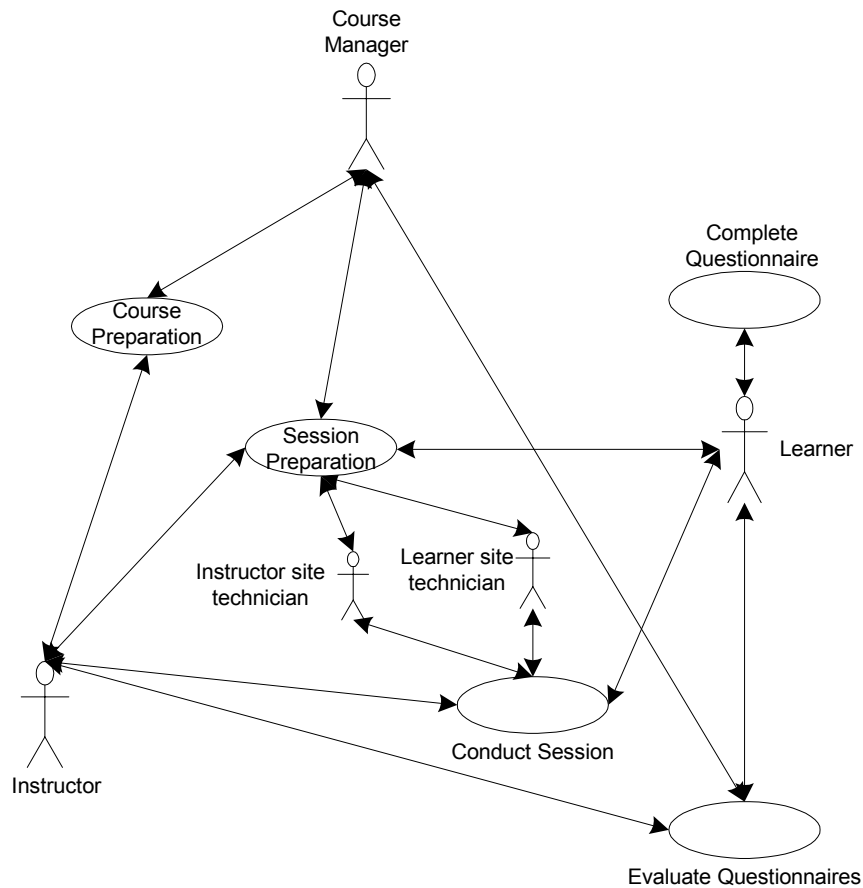 Course
Manager
Complete
Questionnaire
Course
Preparation
Session
Preparation
Learner
Instructor site
technician
Learner site
technician
Conduct Session
Instructor
Evaluate Questionnaires